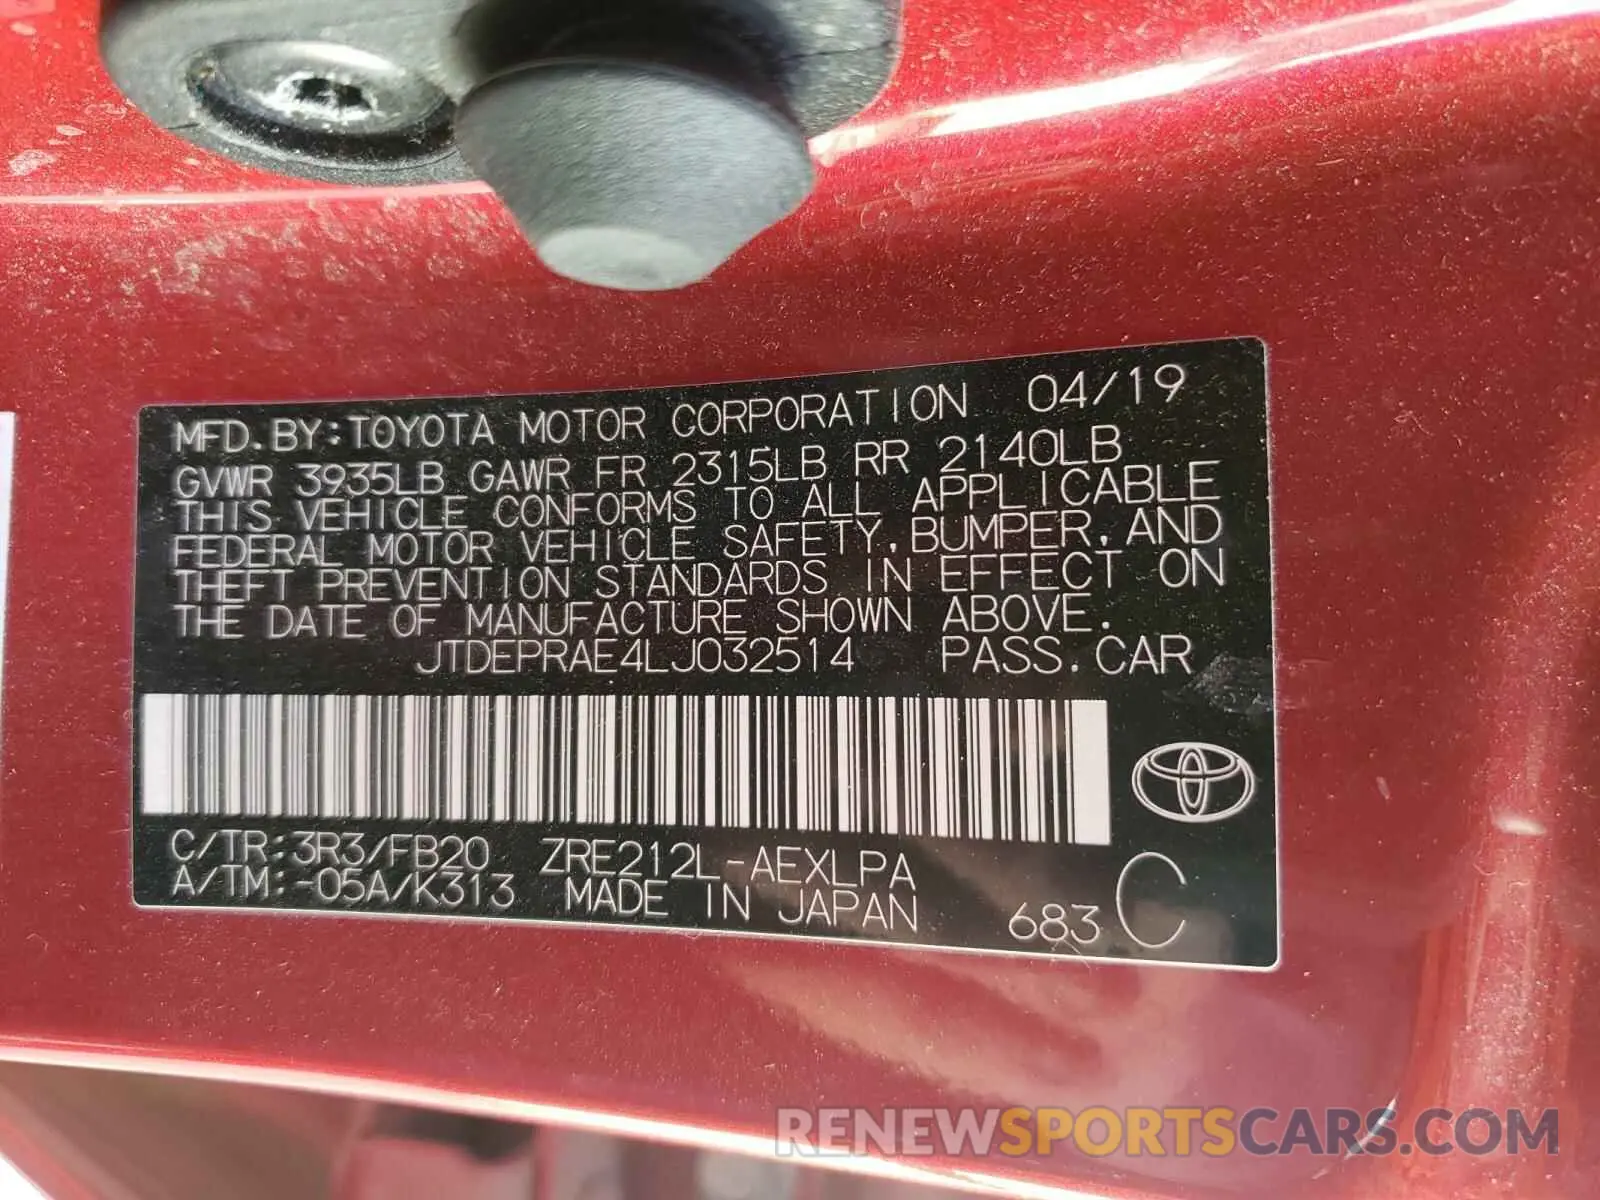 MFD.BY:TOYOTA MOTOR CORPORATION 04/19
GVWR 3935LB GAWR FR 2315LB RR 2140LB
THIS VEHICLE CONFORMS TO ALL APPLICABLE
FEDERAL MOTOR VEHICLE SAFETY, BUMPER, AND
THEFT PREVENTION STANDARDS IN EFFECT ON
THE DATE OF MANUFACTURE SHOWN ABOVE.
JTDEPRAE4LJ032514 PASS.CAR
C/TR:3R3/FB20 ZRE212L-AEXLPA
A/TM:-05A/K313 MADE IN JAPAN 683 C
RENEWSPORTSCARS.COM